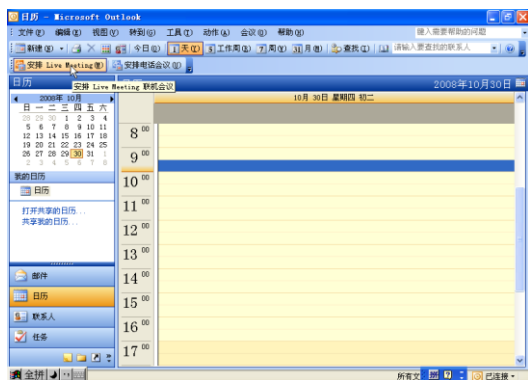 日历 - Microsoft Outlook
文件(F) 编辑(E) 视图(V) 转到(G) 工具(T) 动作(A) 会议(Q) 帮助(H) 键入需要帮助的问题
新建(N) 今日(O) 1 天(Y) 5 工作周(R) 7 周(W) 31 月(M) 查找(I) 请输入要查找的联系人
安排 Live Meeting(M) 安排电话会议(U)
安排 Live Meeting 联机会议
日历 2008年10月30日
2008年 10月 10月 30日 星期四 初二
日 一 二 三 四 五 六
28 29 30 1 2 3 4
5 6 7 8 9 10 11
12 13 14 15 16 17 18
19 20 21 22 23 24 25
26 27 28 29 30 31 1
2 3 4 5 6 7 8
8 00
9 00
10 00
11 00
12 00
13 00
14 00
15 00
16 00
17 00
我的日历
日历
打开共享的日历...
共享我的日历...
邮件
日历
联系人
任务
全拼 所有文 已连接